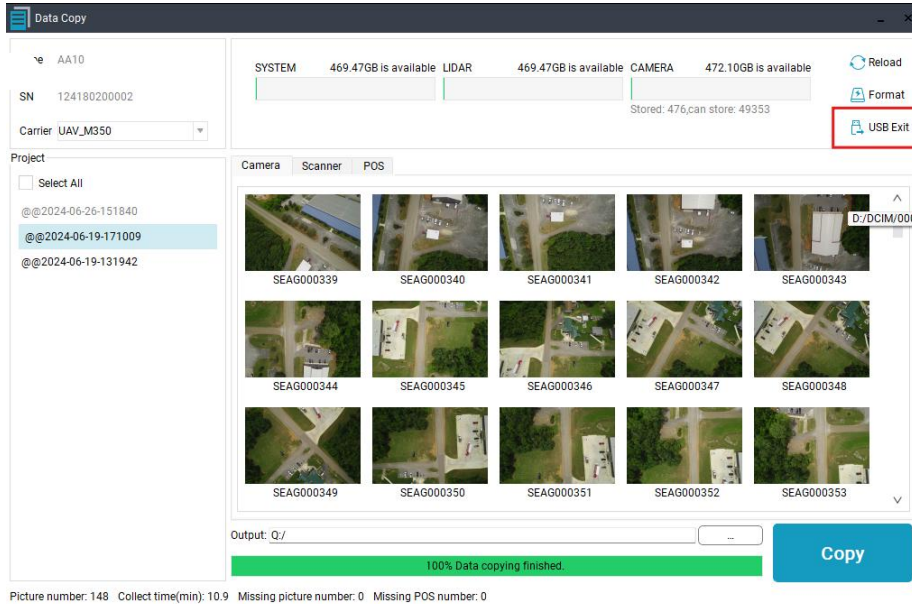 Data Copy
AA10
SN 124180200002
Carrier UAV_M350
SYSTEM 469.47GB is available LIDAR 469.47GB is available CAMERA 472.10GB is available
Stored: 476,can store: 49353
Reload
Format
USB Exit
Project
Select All
@@2024-06-26-151840
@@2024-06-19-171009
@@2024-06-19-131942
Camera Scanner POS
D:/DCIM/000
SEAG000339 SEAG000340 SEAG000341 SEAG000342 SEAG000343
SEAG000344 SEAG000345 SEAG000346 SEAG000347 SEAG000348
SEAG000349 SEAG000350 SEAG000351 SEAG000352 SEAG000353
Output: Q:/ ...
100% Data copying finished.
Copy
Picture number: 148 Collect time(min): 10.9 Missing picture number: 0 Missing POS number: 0